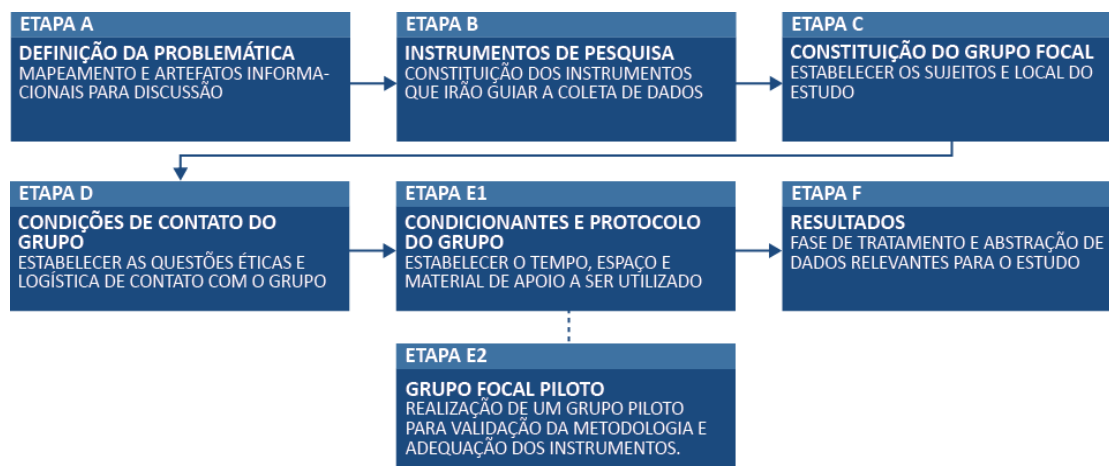 ETAPA A
DEFINIÇÃO DA PROBLEMÁTICA
MAPEAMENTO E ARTEFATOS INFORMA-
CIONAIS PARA DISCUSSÃO
ETAPA B
INSTRUMENTOS DE PESQUISA
CONSTITUIÇÃO DOS INSTRUMENTOS
QUE IRÃO GUIAR A COLETA DE DADOS
ETAPA C
CONSTITUIÇÃO DO GRUPO FOCAL
ESTABELECER OS SUJEITOS E LOCAL DO
ESTUDO
ETAPA D
CONDIÇÕES DE CONTATO DO
GRUPO
ESTABELECER AS QUESTÕES ÉTICAS E
LOGÍSTICA DE CONTATO COM O GRUPO
ETAPA E1
CONDICIONANTES E PROTOCOLO
DO GRUPO
ESTABELECER O TEMPO, ESPAÇO E
MATERIAL DE APOIO A SER UTILIZADO
ETAPA F
RESULTADOS
FASE DE TRATAMENTO E ABSTRAÇÃO DE
DADOS RELEVANTES PARA O ESTUDO
ETAPA E2
GRUPO FOCAL PILOTO
REALIZAÇÃO DE UM GRUPO PILOTO
PARA VALIDAÇÃO DA METODOLOGIA E
ADEQUAÇÃO DOS INSTRUMENTOS.